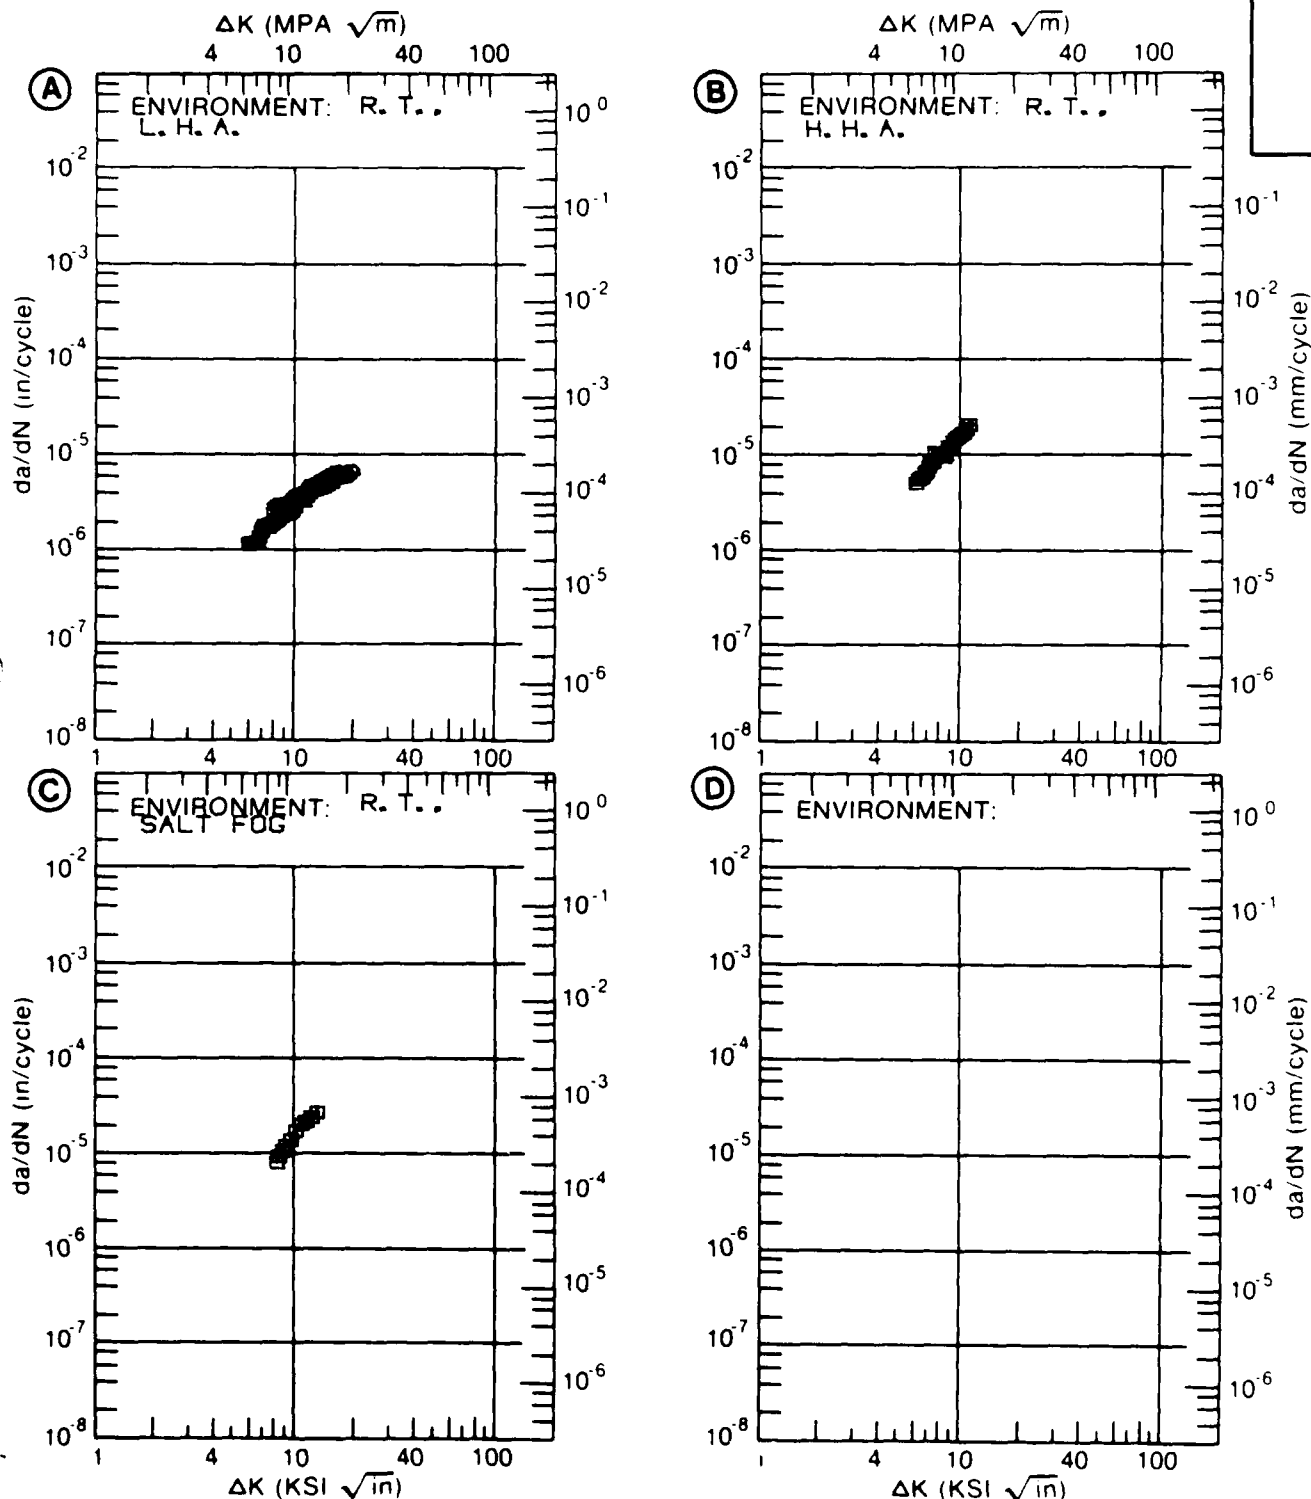 ΔK (MPA √m)
4 10 40 100
ΔK (MPA √m)
4 10 40 100
A
ENVIRONMENT: R. T..
L. H. A.
10^0
10^-2
10^-1
10^-3
10^-2
10^-4
10^-3
10^-5
10^-4
10^-6
10^-5
10^-7
10^-6
10^-8
1 4 10 40 100
da/dN (in/cycle)
B
ENVIRONMENT: R. T..
H. H. A.
10^-2
10^-1
10^-3
10^-2
10^-4
10^-3
10^-5
10^-4
10^-6
10^-5
10^-7
10^-6
10^-8
1 4 10 40 100
da/dN (mm/cycle)
C
ENVIRONMENT: R. T..
SALT FOG
10^0
10^-2
10^-1
10^-3
10^-2
10^-4
10^-3
10^-5
10^-4
10^-6
10^-5
10^-7
10^-6
10^-8
1 4 10 40 100
da/dN (in/cycle)
ΔK (KSI √in)
D
ENVIRONMENT:
10^0
10^-2
10^-1
10^-3
10^-2
10^-4
10^-3
10^-5
10^-4
10^-6
10^-5
10^-7
10^-6
10^-8
1 4 10 40 100
da/dN (mm/cycle)
ΔK (KSI √in)